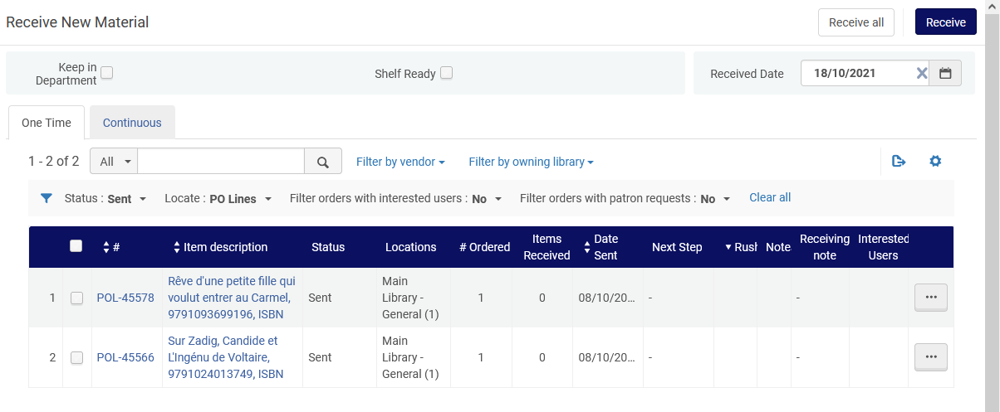 Receive New Material
Receive all
Receive
Keep in
Department
Shelf Ready
Received Date
18/10/2021
One Time
Continuous
1 - 2 of 2
All
Filter by vendor
Filter by owning library
Status : Sent
Locate : PO Lines
Filter orders with interested users : No
Filter orders with patron requests : No
Clear all
#
Item description
Status
Locations
# Ordered
Items
Received
Date
Sent
Next Step
Rush
Note
Receiving
note
Interested
Users
1
POL-45578
Rêve d'une petite fille qui
voulut entrer au Carmel,
9791093699196, ISBN
Sent
Main
Library -
General (1)
1
0
08/10/20...
-
-
2
POL-45566
Sur Zadig, Candide et
L'Ingénu de Voltaire,
9791024013749, ISBN
Sent
Main
Library -
General (1)
1
0
08/10/20...
-
-